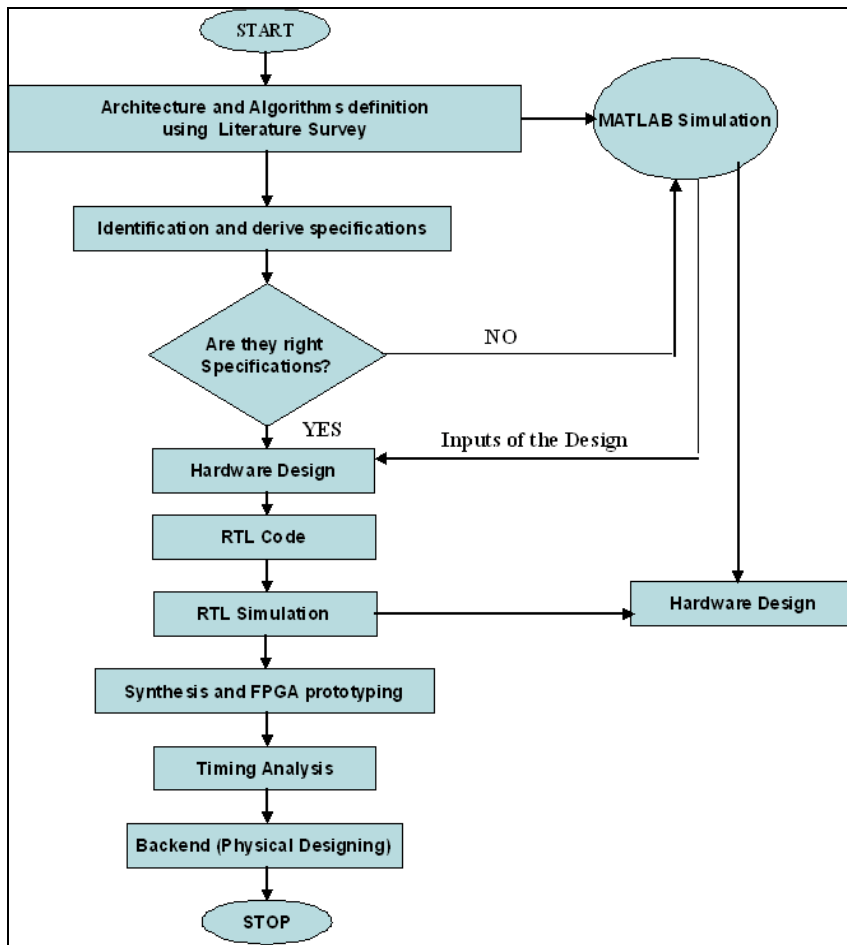 START
Architecture and Algorithms definition
using Literature Survey
MATLAB Simulation
Identification and derive specifications
Are they right
Specifications?
NO
YES
Inputs of the Design
Hardware Design
RTL Code
RTL Simulation
Hardware Design
Synthesis and FPGA prototyping
Timing Analysis
Backend (Physical Designing)
STOP